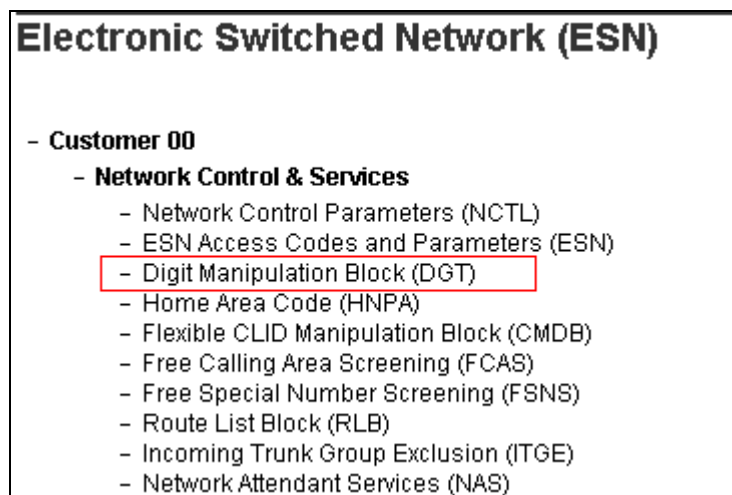 Electronic Switched Network (ESN)
– Customer 00
– Network Control & Services
– Network Control Parameters (NCTL)
– ESN Access Codes and Parameters (ESN)
– Digit Manipulation Block (DGT)
– Home Area Code (HNPA)
– Flexible CLID Manipulation Block (CMDB)
– Free Calling Area Screening (FCAS)
– Free Special Number Screening (FSNS)
– Route List Block (RLB)
– Incoming Trunk Group Exclusion (ITGE)
– Network Attendant Services (NAS)